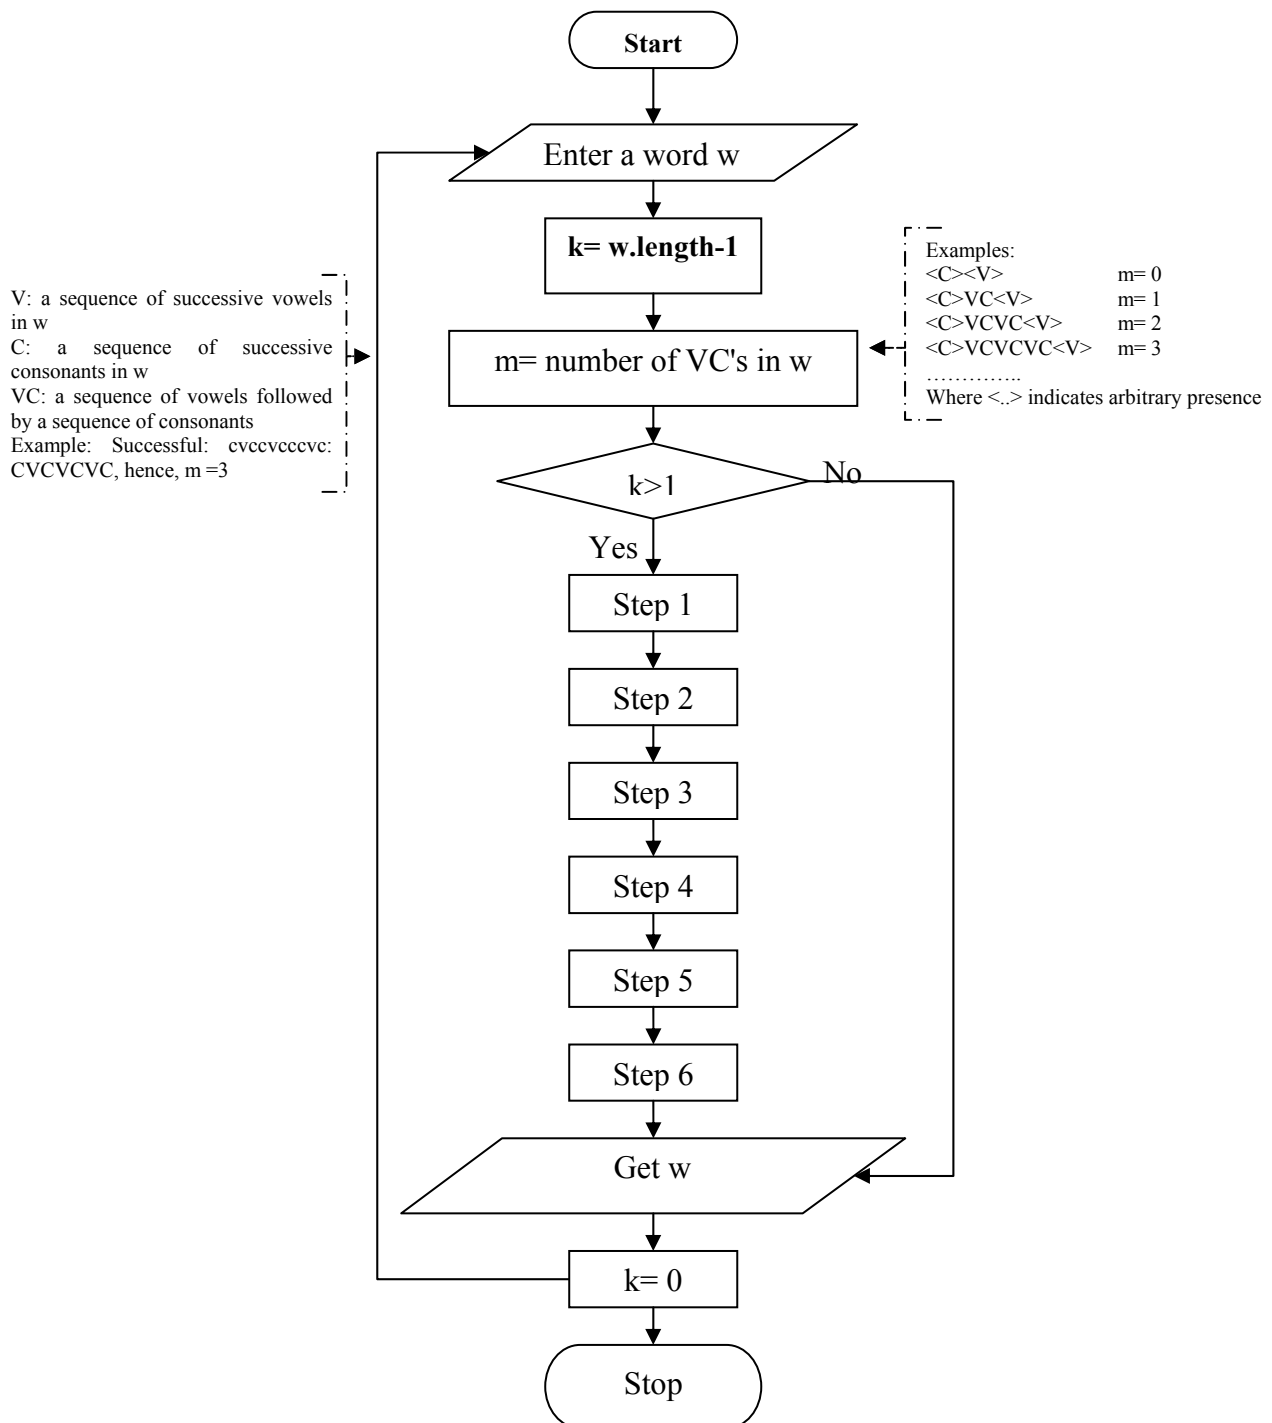 Start
Enter a word w
k= w.length-1
Examples:
<C><V> m= 0
<C>VC<V> m= 1
<C>VCVC<V> m= 2
<C>VCVCVC<V> m= 3
…………..
Where <..> indicates arbitrary presence
V: a sequence of successive vowels
in w
C: a sequence of successive
consonants in w
VC: a sequence of vowels followed
by a sequence of consonants
Example: Successful: cvccvcccvc:
CVCVCVC, hence, m =3
m= number of VC's in w
k>1
No
Yes
Step 1
Step 2
Step 3
Step 4
Step 5
Step 6
Get w
k= 0
Stop